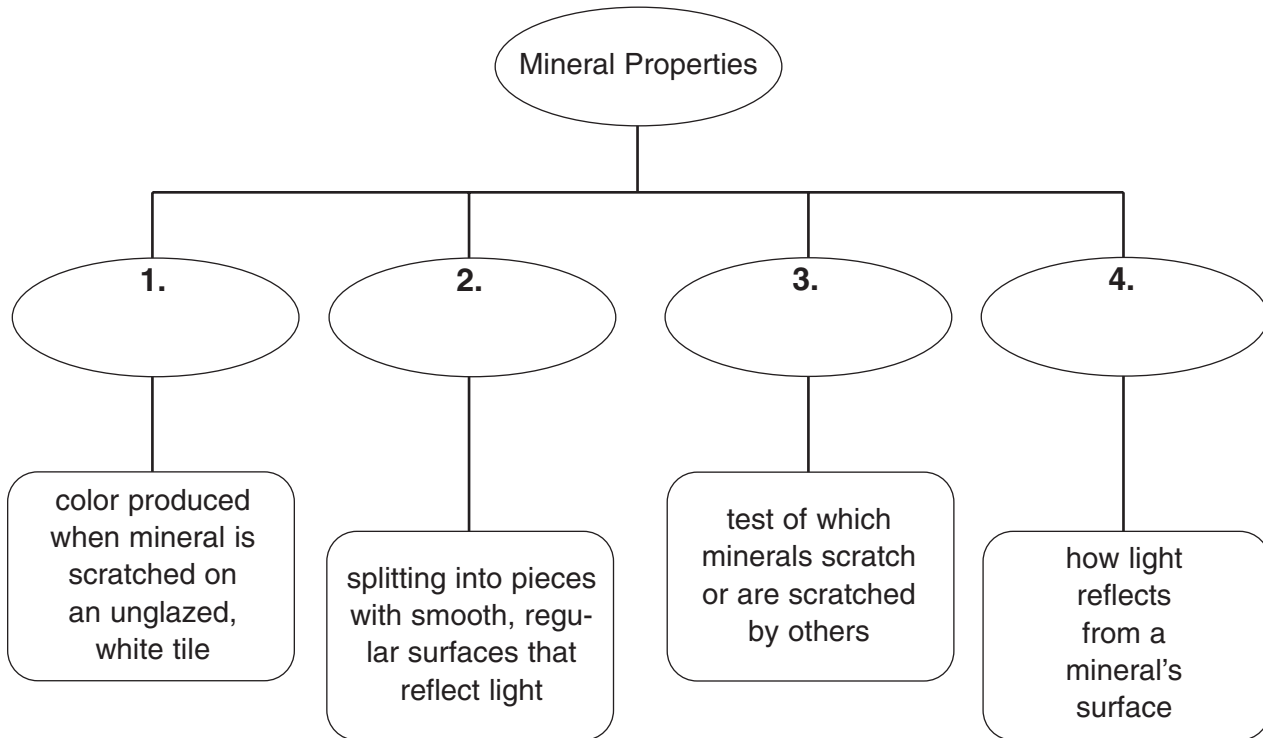 Mineral Properties
1.
2.
3.
4.
color produced
when mineral is
scratched on
an unglazed,
white tile
splitting into pieces
with smooth, regu-
lar surfaces that
reflect light
test of which
minerals scratch
or are scratched
by others
how light
reflects
from a
mineral's
surface